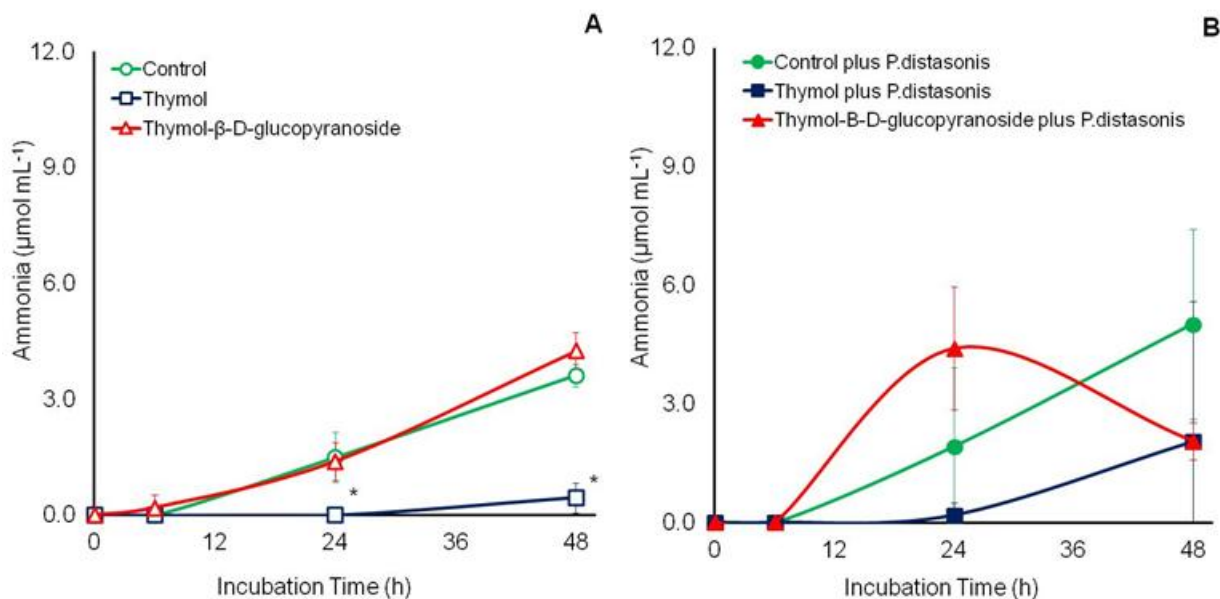 A
12.0
9.0
6.0
3.0
0.0
Ammonia (µmol mL⁻¹)
Control
Thymol
Thymol-β-D-glucopyranoside
*
*
0
12
24
36
48
Incubation Time (h)
B
12.0
9.0
6.0
3.0
0.0
Ammonia (µmol mL⁻¹)
Control plus P.distasonis
Thymol plus P.distasonis
Thymol-B-D-glucopyranoside plus P.distasonis
0
12
24
36
48
Incubation Time (h)